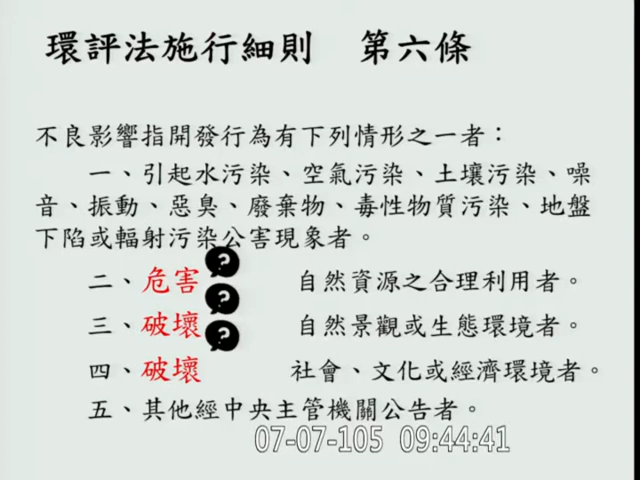 環評法施行細則　第六條
不良影響指開發行為有下列情形之一者：
一、引起水污染、空氣污染、土壤污染、噪
音、振動、惡臭、廢棄物、毒性物質污染、地盤
下陷或輻射污染公害現象者。
二、危害 ? 自然資源之合理利用者。
?
三、破壞 ? 自然景觀或生態環境者。
四、破壞 社會、文化或經濟環境者。
五、其他經中央主管機關公告者。
07-07-105 09:44:41